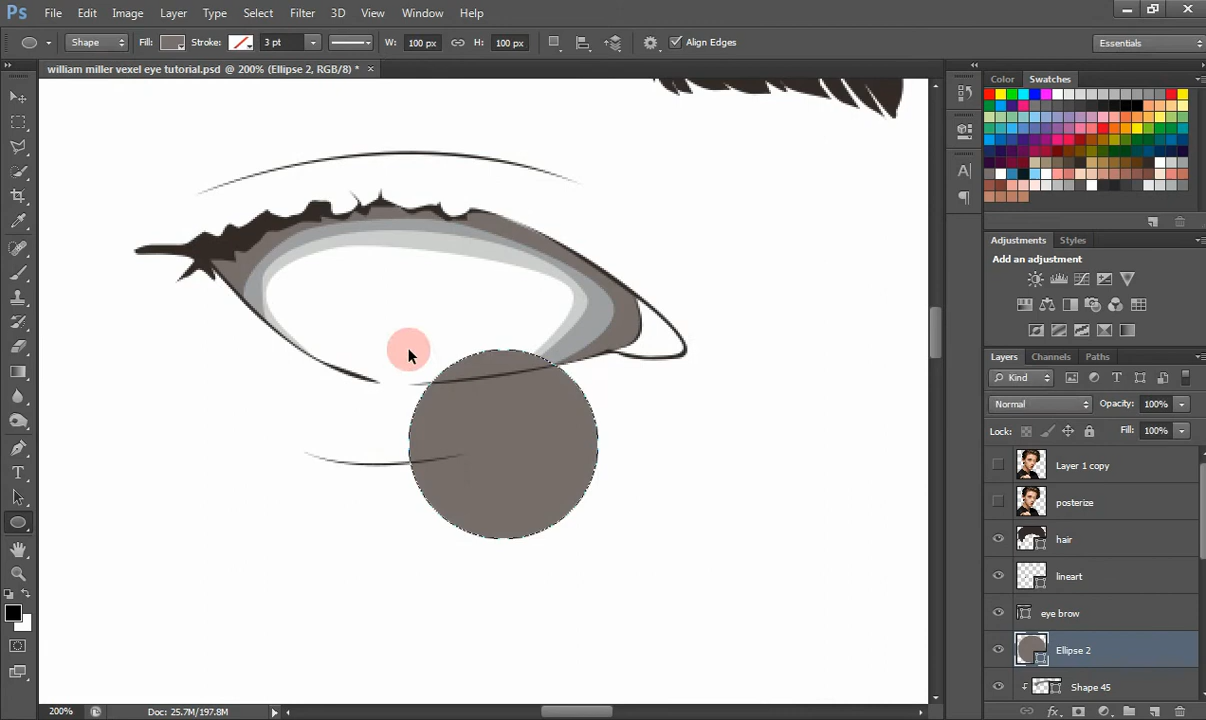 Ps File Edit Image Layer Type Select Filter 3D View Window Help
Shape Fill: Stroke: 3 pt W: 100 px H: 100 px Align Edges Essentials
william miller vexel eye tutorial.psd @ 200% (Ellipse 2, RGB/8) * ×
Color Swatches
Adjustments Styles
Add an adjustment
Layers Channels Paths
Kind
Normal Opacity: 100%
Lock: Fill: 100%
Layer 1 copy
posterize
hair
lineart
eye brow
Ellipse 2
Shape 45
200% Doc: 25.7M/197.8M